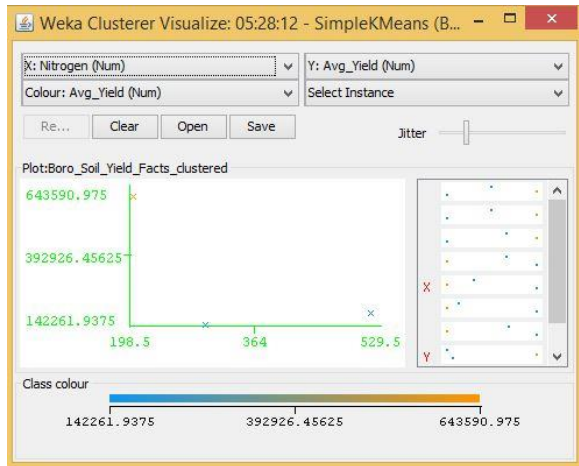 Weka Clusterer Visualize: 05:28:12 - SimpleKMeans (B...
X: Nitrogen (Num) Y: Avg_Yield (Num)
Colour: Avg_Yield (Num) Select Instance
Re... Clear Open Save Jitter
Plot:Boro_Soil_Yield_Facts_clustered
643590.975
392926.45625
142261.9375
198.5 364 529.5
X
Y
Class colour
142261.9375 392926.45625 643590.975